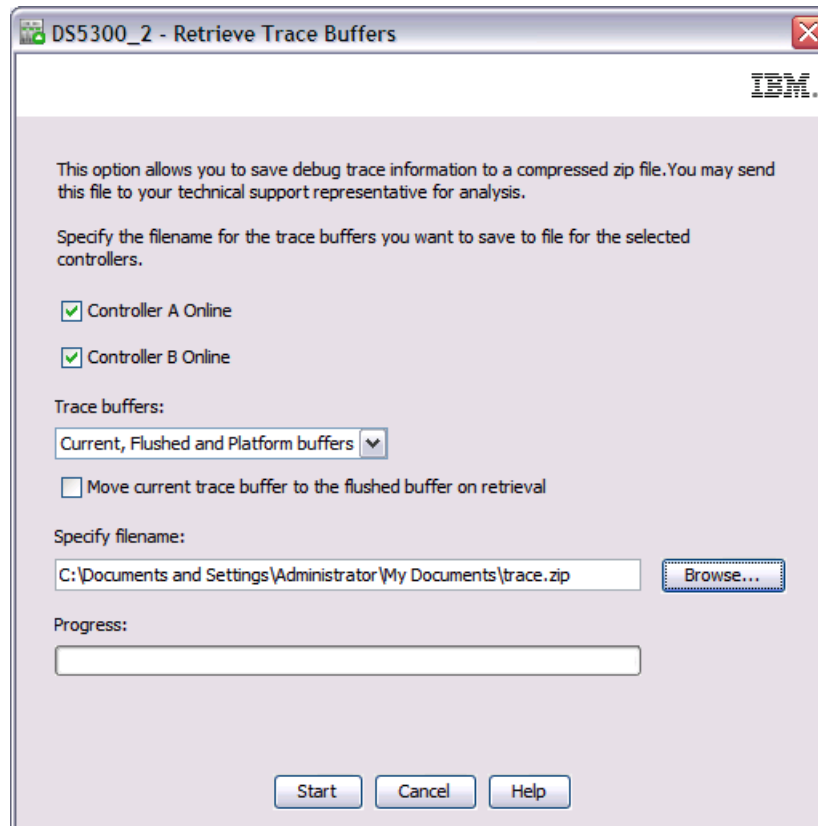 DS5300_2 - Retrieve Trace Buffers
IBM.
This option allows you to save debug trace information to a compressed zip file.You may send
this file to your technical support representative for analysis.
Specify the filename for the trace buffers you want to save to file for the selected
controllers.
Controller A Online
Controller B Online
Trace buffers:
Current, Flushed and Platform buffers
Move current trace buffer to the flushed buffer on retrieval
Specify filename:
C:\Documents and Settings\Administrator\My Documents\trace.zip
Browse...
Progress:
Start Cancel Help